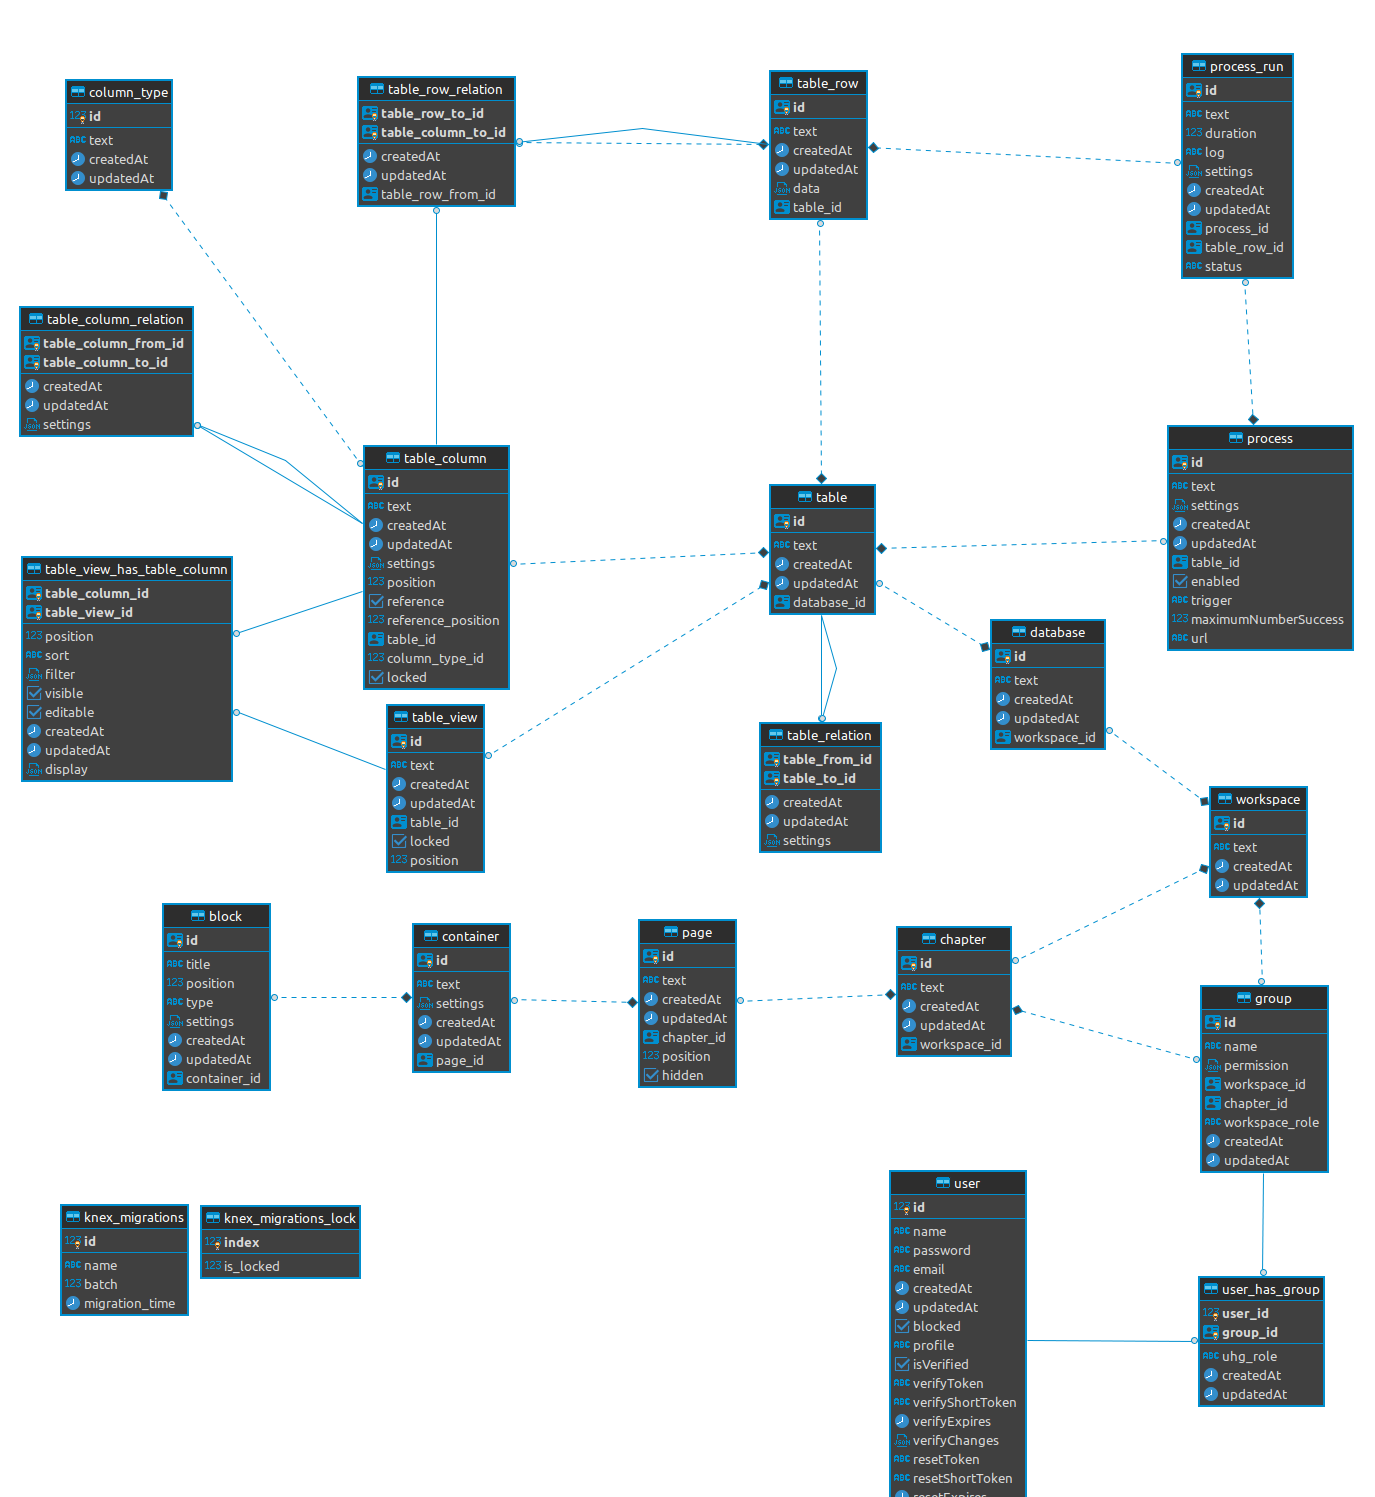 column_type
id
text
createdAt
updatedAt
table_row_relation
table_row_to_id
table_column_to_id
createdAt
updatedAt
table_row_from_id
table_row
id
text
createdAt
updatedAt
data
table_id
process_run
id
text
duration
log
settings
createdAt
updatedAt
process_id
table_row_id
status
table_column_relation
table_column_from_id
table_column_to_id
createdAt
updatedAt
settings
table_column
id
text
createdAt
updatedAt
settings
position
reference
reference_position
table_id
column_type_id
locked
table
id
text
createdAt
updatedAt
database_id
process
id
text
settings
createdAt
updatedAt
table_id
enabled
trigger
maximumNumberSuccess
url
table_view_has_table_column
table_column_id
table_view_id
position
sort
filter
visible
editable
createdAt
updatedAt
display
table_view
id
text
createdAt
updatedAt
table_id
locked
position
table_relation
table_from_id
table_to_id
createdAt
updatedAt
settings
database
id
text
createdAt
updatedAt
workspace_id
workspace
id
text
createdAt
updatedAt
block
id
title
position
type
settings
createdAt
updatedAt
container_id
container
id
text
settings
createdAt
updatedAt
page_id
page
id
text
createdAt
updatedAt
chapter_id
position
hidden
chapter
id
text
createdAt
updatedAt
workspace_id
group
id
name
permission
workspace_id
chapter_id
workspace_role
createdAt
updatedAt
knex_migrations
id
name
batch
migration_time
knex_migrations_lock
index
is_locked
user
id
name
password
email
createdAt
updatedAt
blocked
profile
isVerified
verifyToken
verifyShortToken
verifyExpires
verifyChanges
resetToken
resetShortToken
resetExpires
user_has_group
user_id
group_id
uhg_role
createdAt
updatedAt